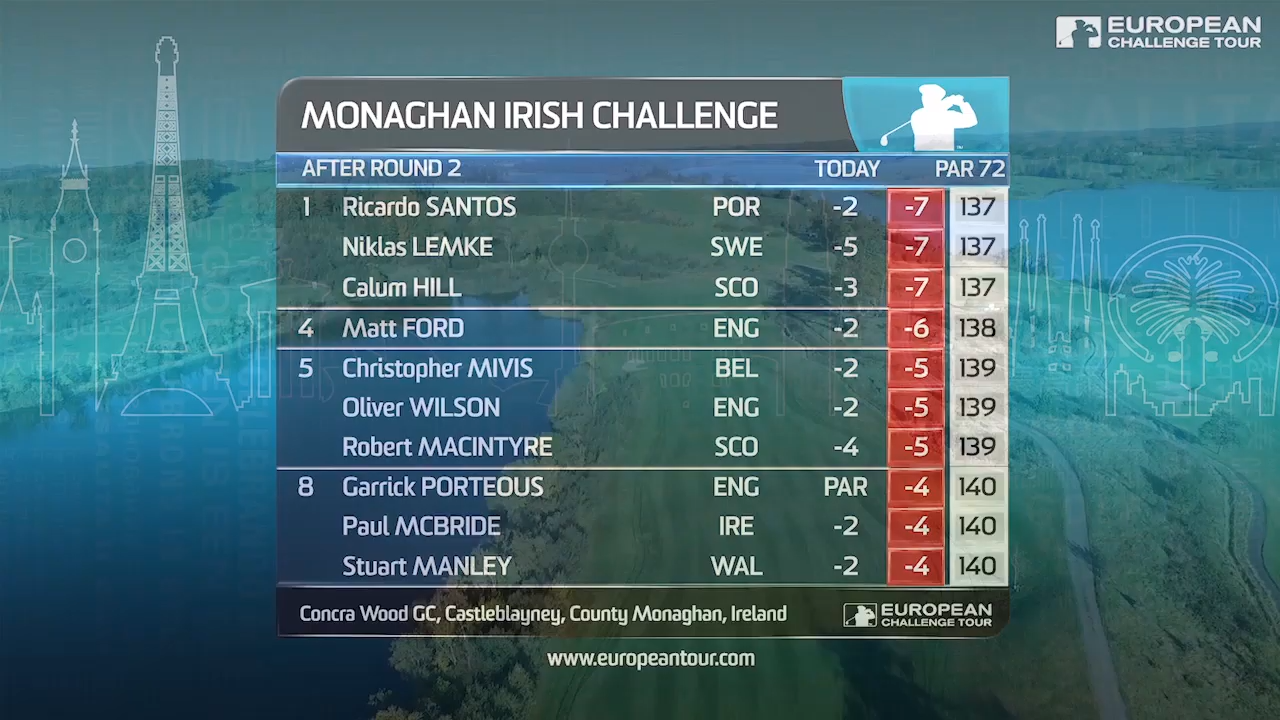 EUROPEAN
CHALLENGE TOUR
MONAGHAN IRISH CHALLENGE
AFTER ROUND 2 TODAY PAR 72
1 Ricardo SANTOS POR -2 -7 137
Niklas LEMKE SWE -5 -7 137
Calum HILL SCO -3 -7 137
4 Matt FORD ENG -2 -6 138
5 Christopher MIVIS BEL -2 -5 139
Oliver WILSON ENG -2 -5 139
Robert MACINTYRE SCO -4 -5 139
8 Garrick PORTEOUS ENG PAR -4 140
Paul MCBRIDE IRE -2 -4 140
Stuart MANLEY WAL -2 -4 140
Concra Wood GC, Castleblayney, County Monaghan, Ireland
EUROPEAN
CHALLENGE TOUR
www.europeantour.com